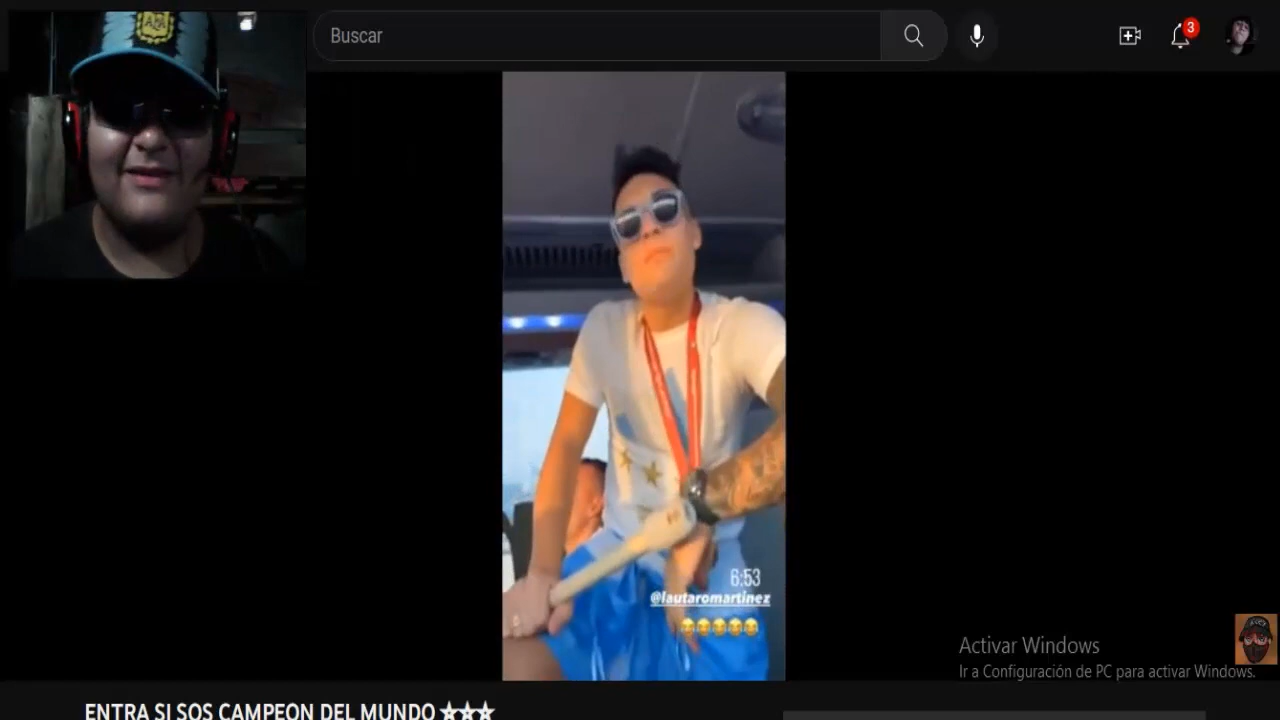 AFA
Buscar
3
6:53
@lautaromartinez
Activar Windows
Ir a Configuración de PC para activar Windows.
ENTRA SI SOS CAMPEON DEL MUNDO ★★★